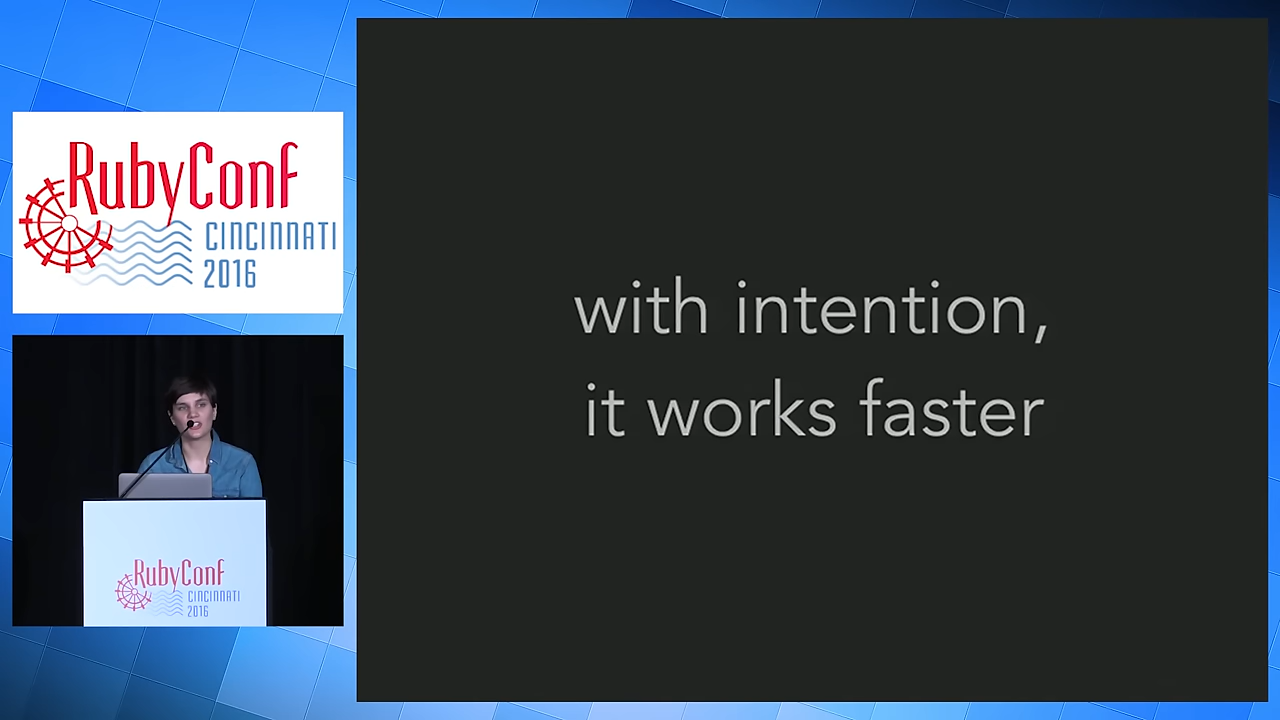 RubyConf
CINCINNATI
2016
with intention,
it works faster
RubyConf
CINCINNATI
2016